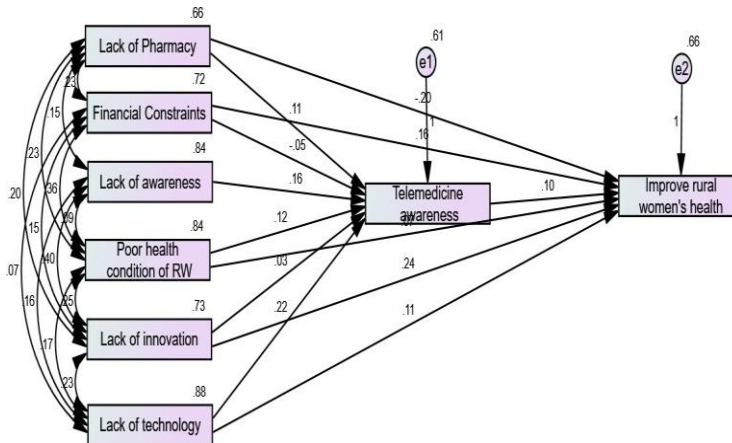 .66
Lack of Pharmacy
.61
e1
.66
e2
.72
.23
Financial Constraints
.15
.11
-.20
1
1
.16
-.05
.84
.23
Lack of awareness
.16
.36
.20
Telemedicine
awareness
.10
Improve rural
women's health
.84
.12
Poor health
condition of RW
.15
.40
.03
.24
.07
.73
.25
.16
.22
.11
Lack of innovation
.17
.23
.88
Lack of technology